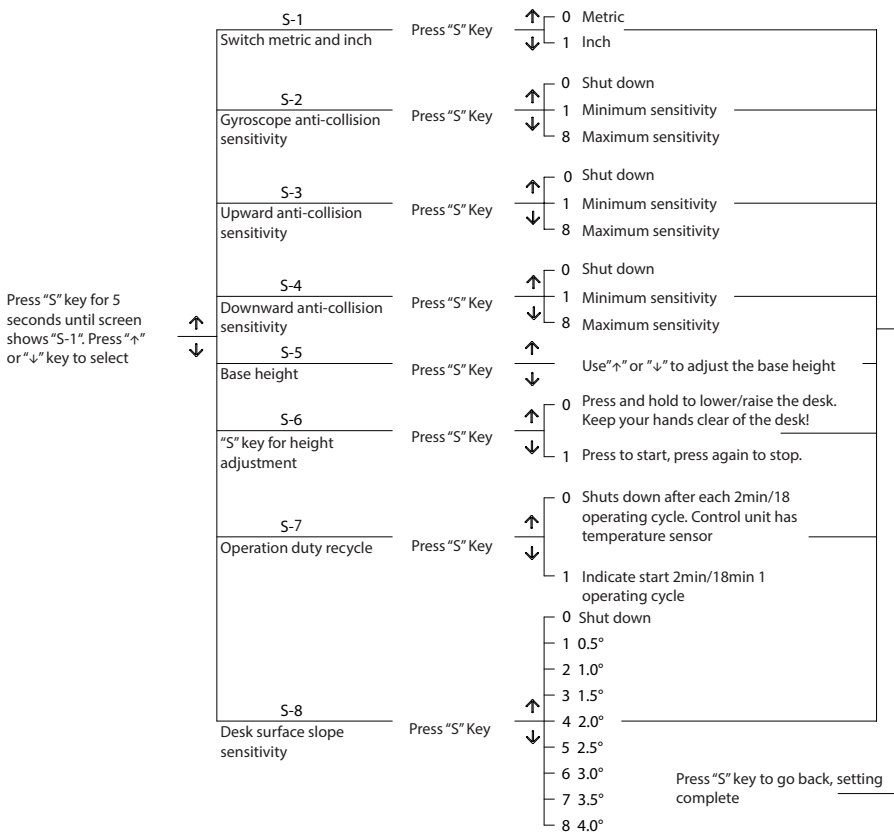 Press “S” key for 5
seconds until screen
shows “S-1“. Press “↑”
or “↓” key to select
↑
↓
S-1
Switch metric and inch
Press “S” Key
↑
↓
0 Metric
1 Inch
S-2
Gyroscope anti-collision
sensitivity
Press “S” Key
↑
↓
0 Shut down
1 Minimum sensitivity
8 Maximum sensitivity
S-3
Upward anti-collision
sensitivity
Press “S” Key
↑
↓
0 Shut down
1 Minimum sensitivity
8 Maximum sensitivity
S-4
Downward anti-collision
sensitivity
Press “S” Key
↑
↓
0 Shut down
1 Minimum sensitivity
8 Maximum sensitivity
S-5
Base height
Press “S” Key
↑
↓
Use”↑” or ”↓” to adjust the base height
S-6
“S” key for height
adjustment
Press “S” Key
↑
↓
0 Press and hold to lower/raise the desk.
Keep your hands clear of the desk!
1 Press to start, press again to stop.
S-7
Operation duty recycle
Press “S” Key
↑
↓
0 Shuts down after each 2min/18
operating cycle. Control unit has
temperature sensor
1 Indicate start 2min/18min 1
operating cycle
S-8
Desk surface slope
sensitivity
Press “S” Key
↑
↓
0 Shut down
1 0.5°
2 1.0°
3 1.5°
4 2.0°
5 2.5°
6 3.0°
7 3.5°
8 4.0°
Press “S” key to go back, setting
complete